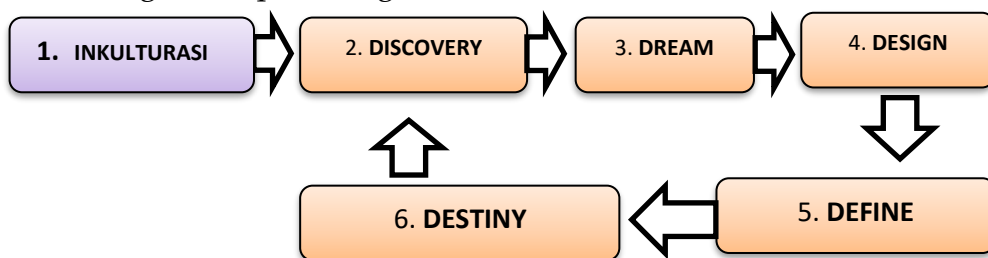 1. INKULTURASI
2. DISCOVERY
3. DREAM
4. DESIGN
5. DEFINE
6. DESTINY